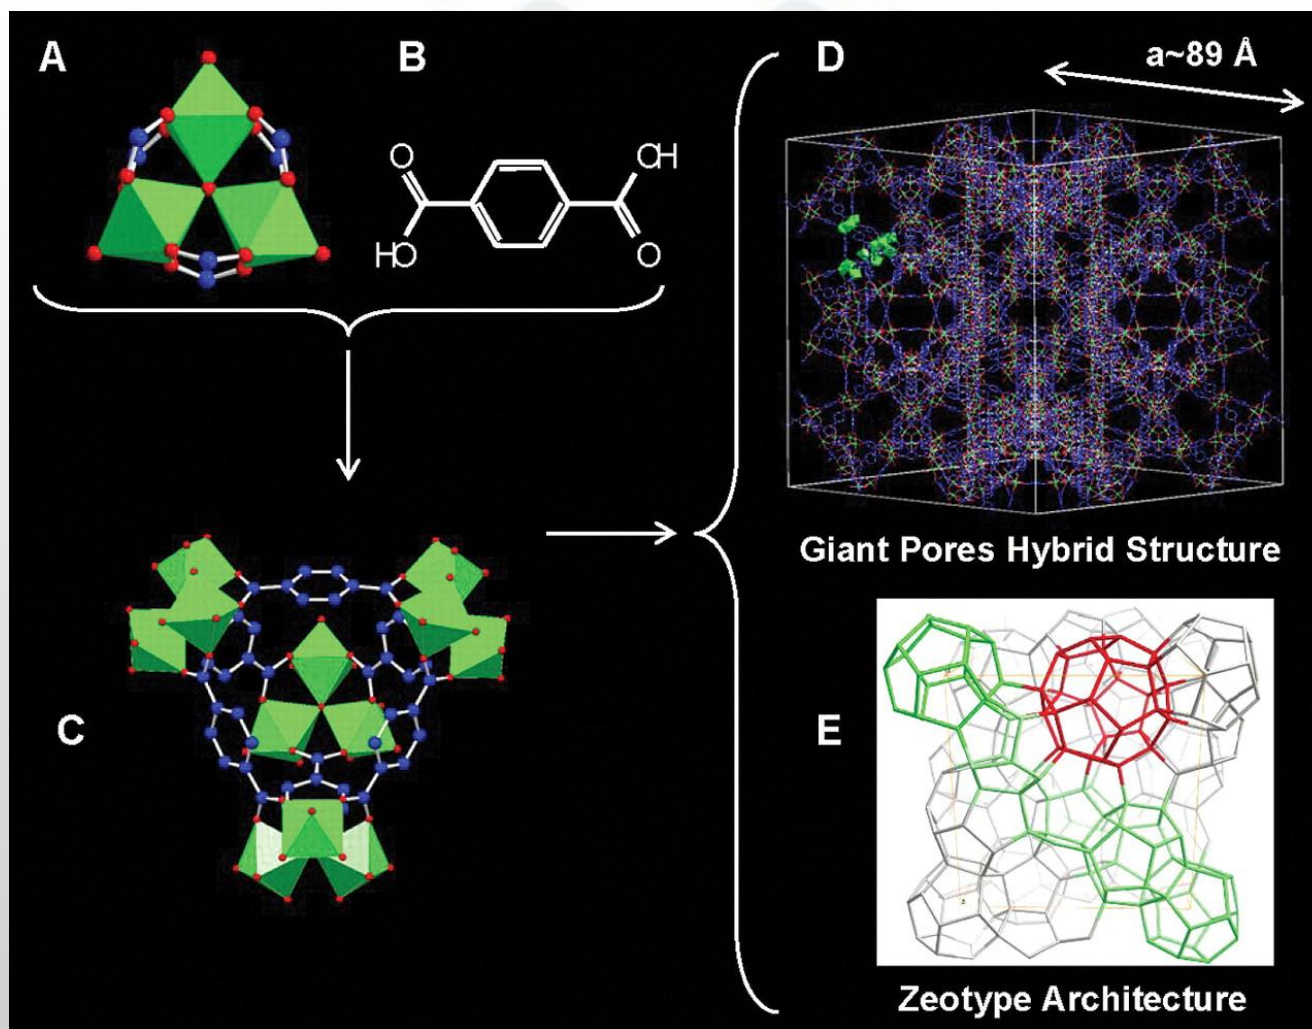 A
B
D
a~89 Å
O
OH
HO
O
Giant Pores Hybrid Structure
C
E
Zeotype Architecture